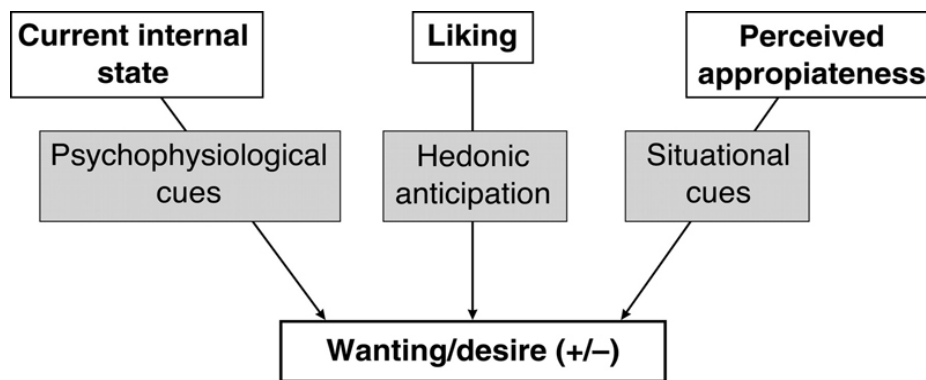 Current internal
state
Liking
Perceived
appropiateness
Psychophysiological
cues
Hedonic
anticipation
Situational
cues
Wanting/desire (+/–)